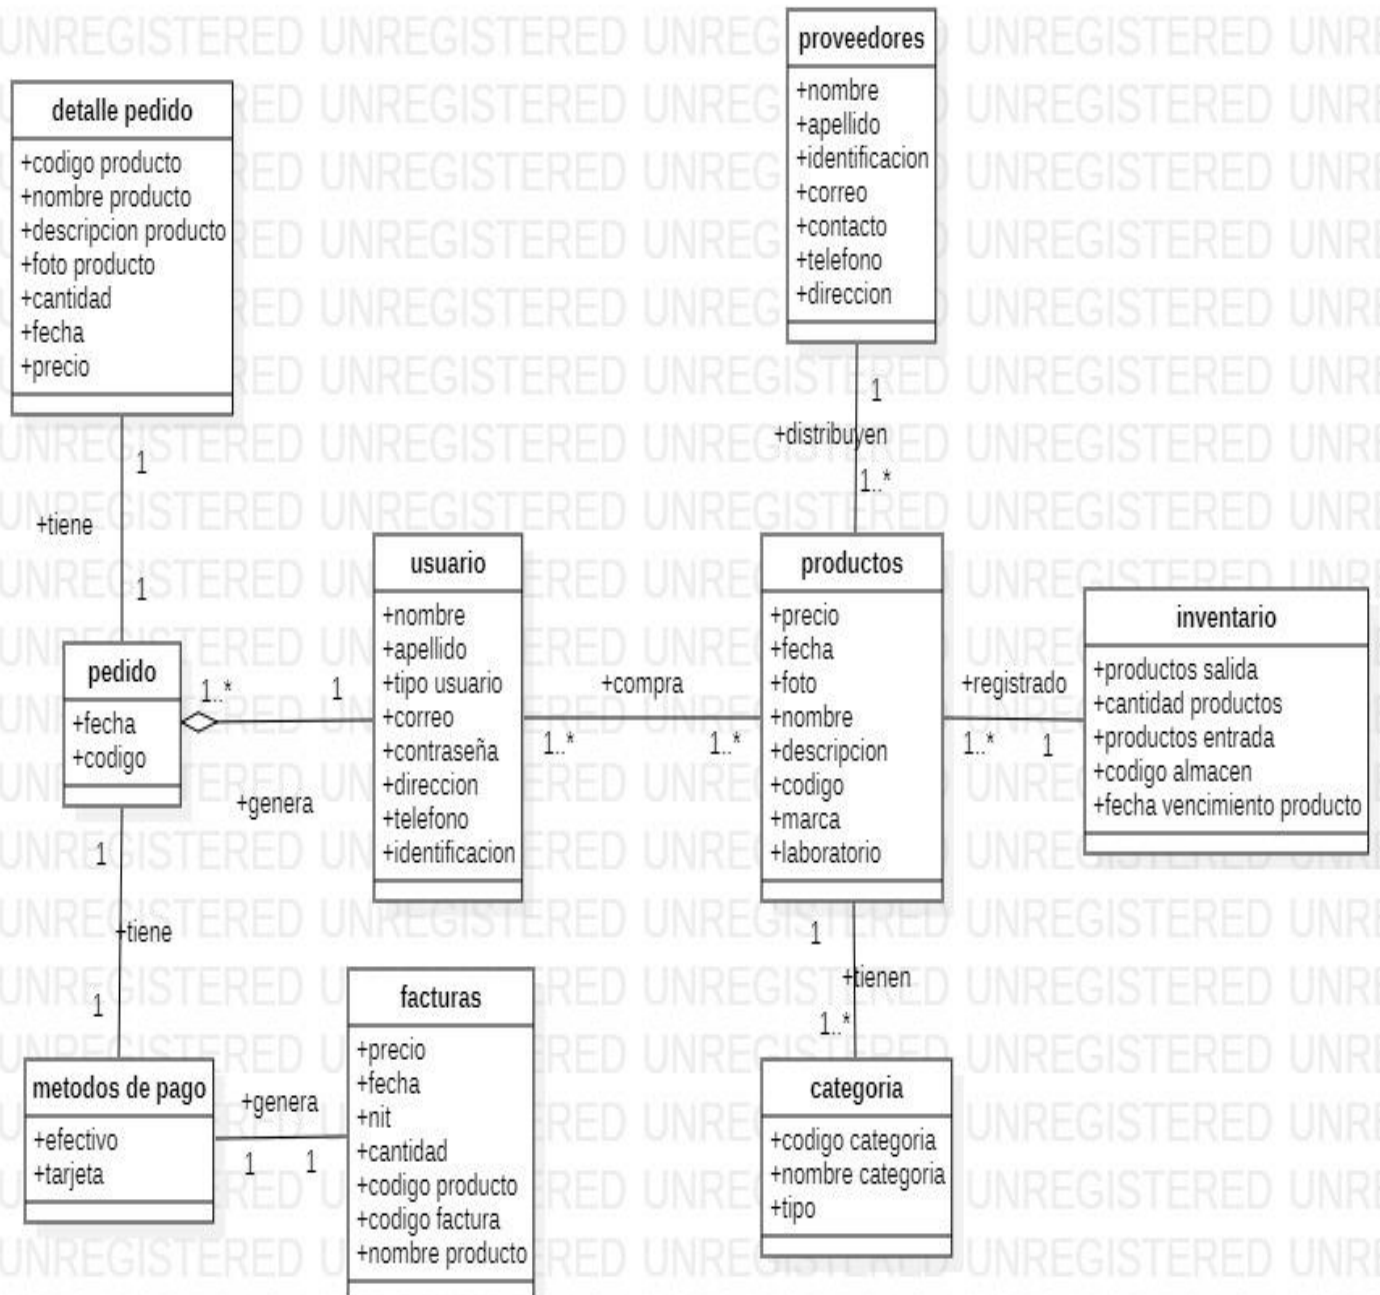 UNREGISTERED UNREGISTERED UNREGISTERED UNREGISTERED
proveedores
+nombre
+apellido
+identificacion
+correo
+contacto
+telefono
+direccion
detalle pedido
+codigo producto
+nombre producto
+descripcion producto
+foto producto
+cantidad
+fecha
+precio
1
+distribuyen
1..*
1
+tiene
1
usuario
+nombre
+apellido
+tipo usuario
+correo
+contraseña
+direccion
+telefono
+identificacion
productos
+precio
+fecha
+foto
+nombre
+descripcion
+codigo
+marca
+laboratorio
inventario
+productos salida
+cantidad productos
+productos entrada
+codigo almacen
+fecha vencimiento producto
pedido
+fecha
+codigo
1..* 1
+genera
+compra
1..* 1..*
+registrado
1..* 1
1
+tiene
1
1
+tienen
1..*
facturas
+precio
+fecha
+nit
+cantidad
+codigo producto
+codigo factura
+nombre producto
metodos de pago
+efectivo
+tarjeta
+genera
1 1
categoria
+codigo categoria
+nombre categoria
+tipo